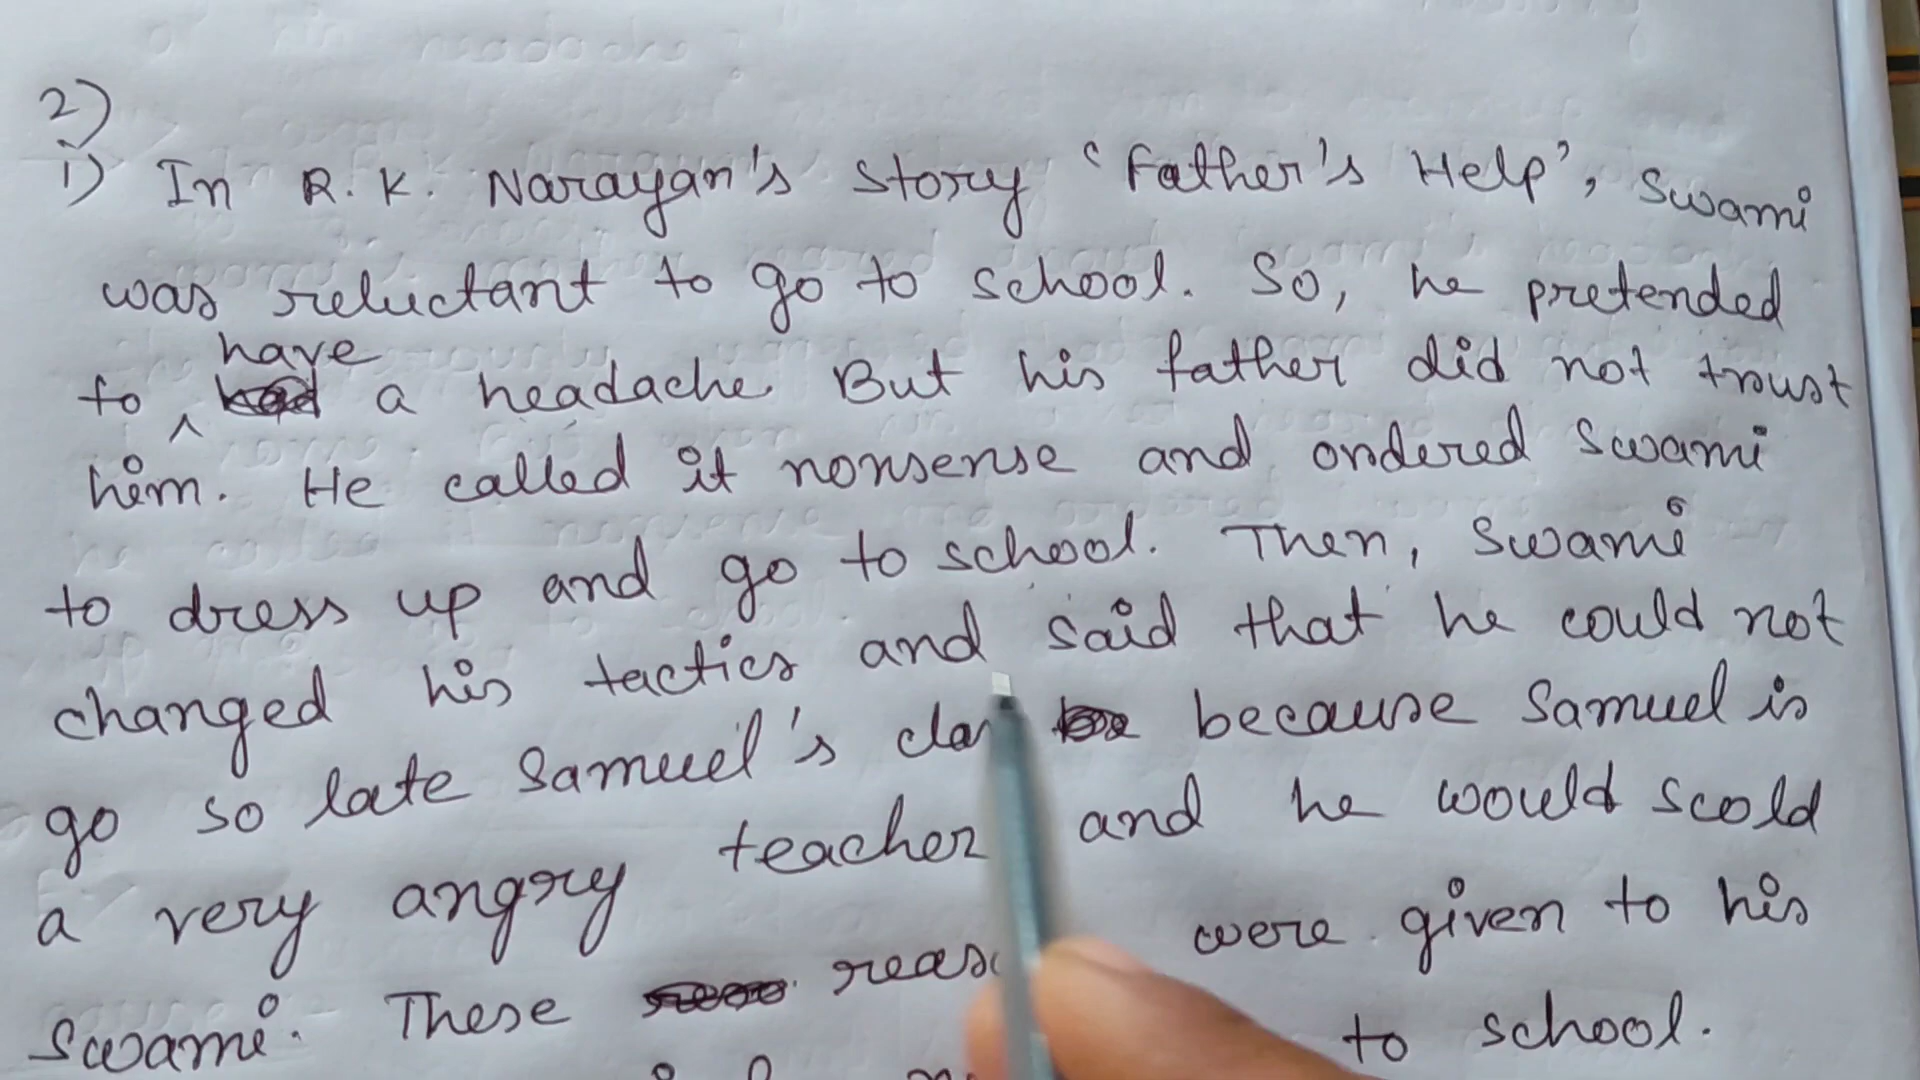 2)
i) In R. K. Narayan's story 'Father's Help', Swami
was reluctant to go to school. So, he pretended
to have a headache. But his father did not trust
him. He called it nonsense and ordered Swami
to dress up and go to school. Then, Swami
changed his tactics and said that he could not
go so late Samuel's because Samuel is
a very angry teacher and he would scold
Swami. These were given to his
to school.